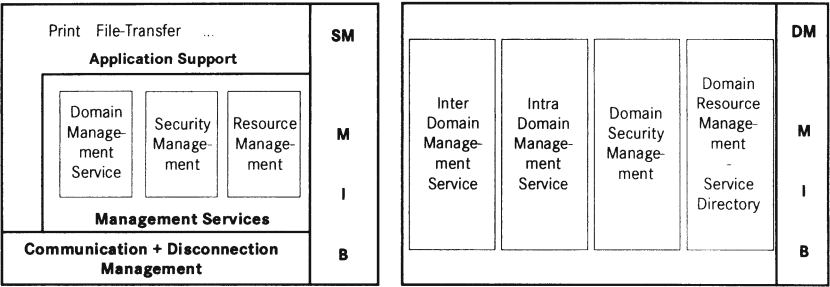 Print File-Transfer ...
Application Support
Domain
Manage-
ment
Service
Security
Manage-
ment
Resource
Manage-
ment
Management Services
Communication + Disconnection
Management
SM
M
I
B
Inter
Domain
Manage-
ment
Service
Intra
Domain
Manage-
ment
Service
Domain
Security
Manage-
ment
Domain
Resource
Manage-
ment
-
Service
Directory
DM
M
I
B